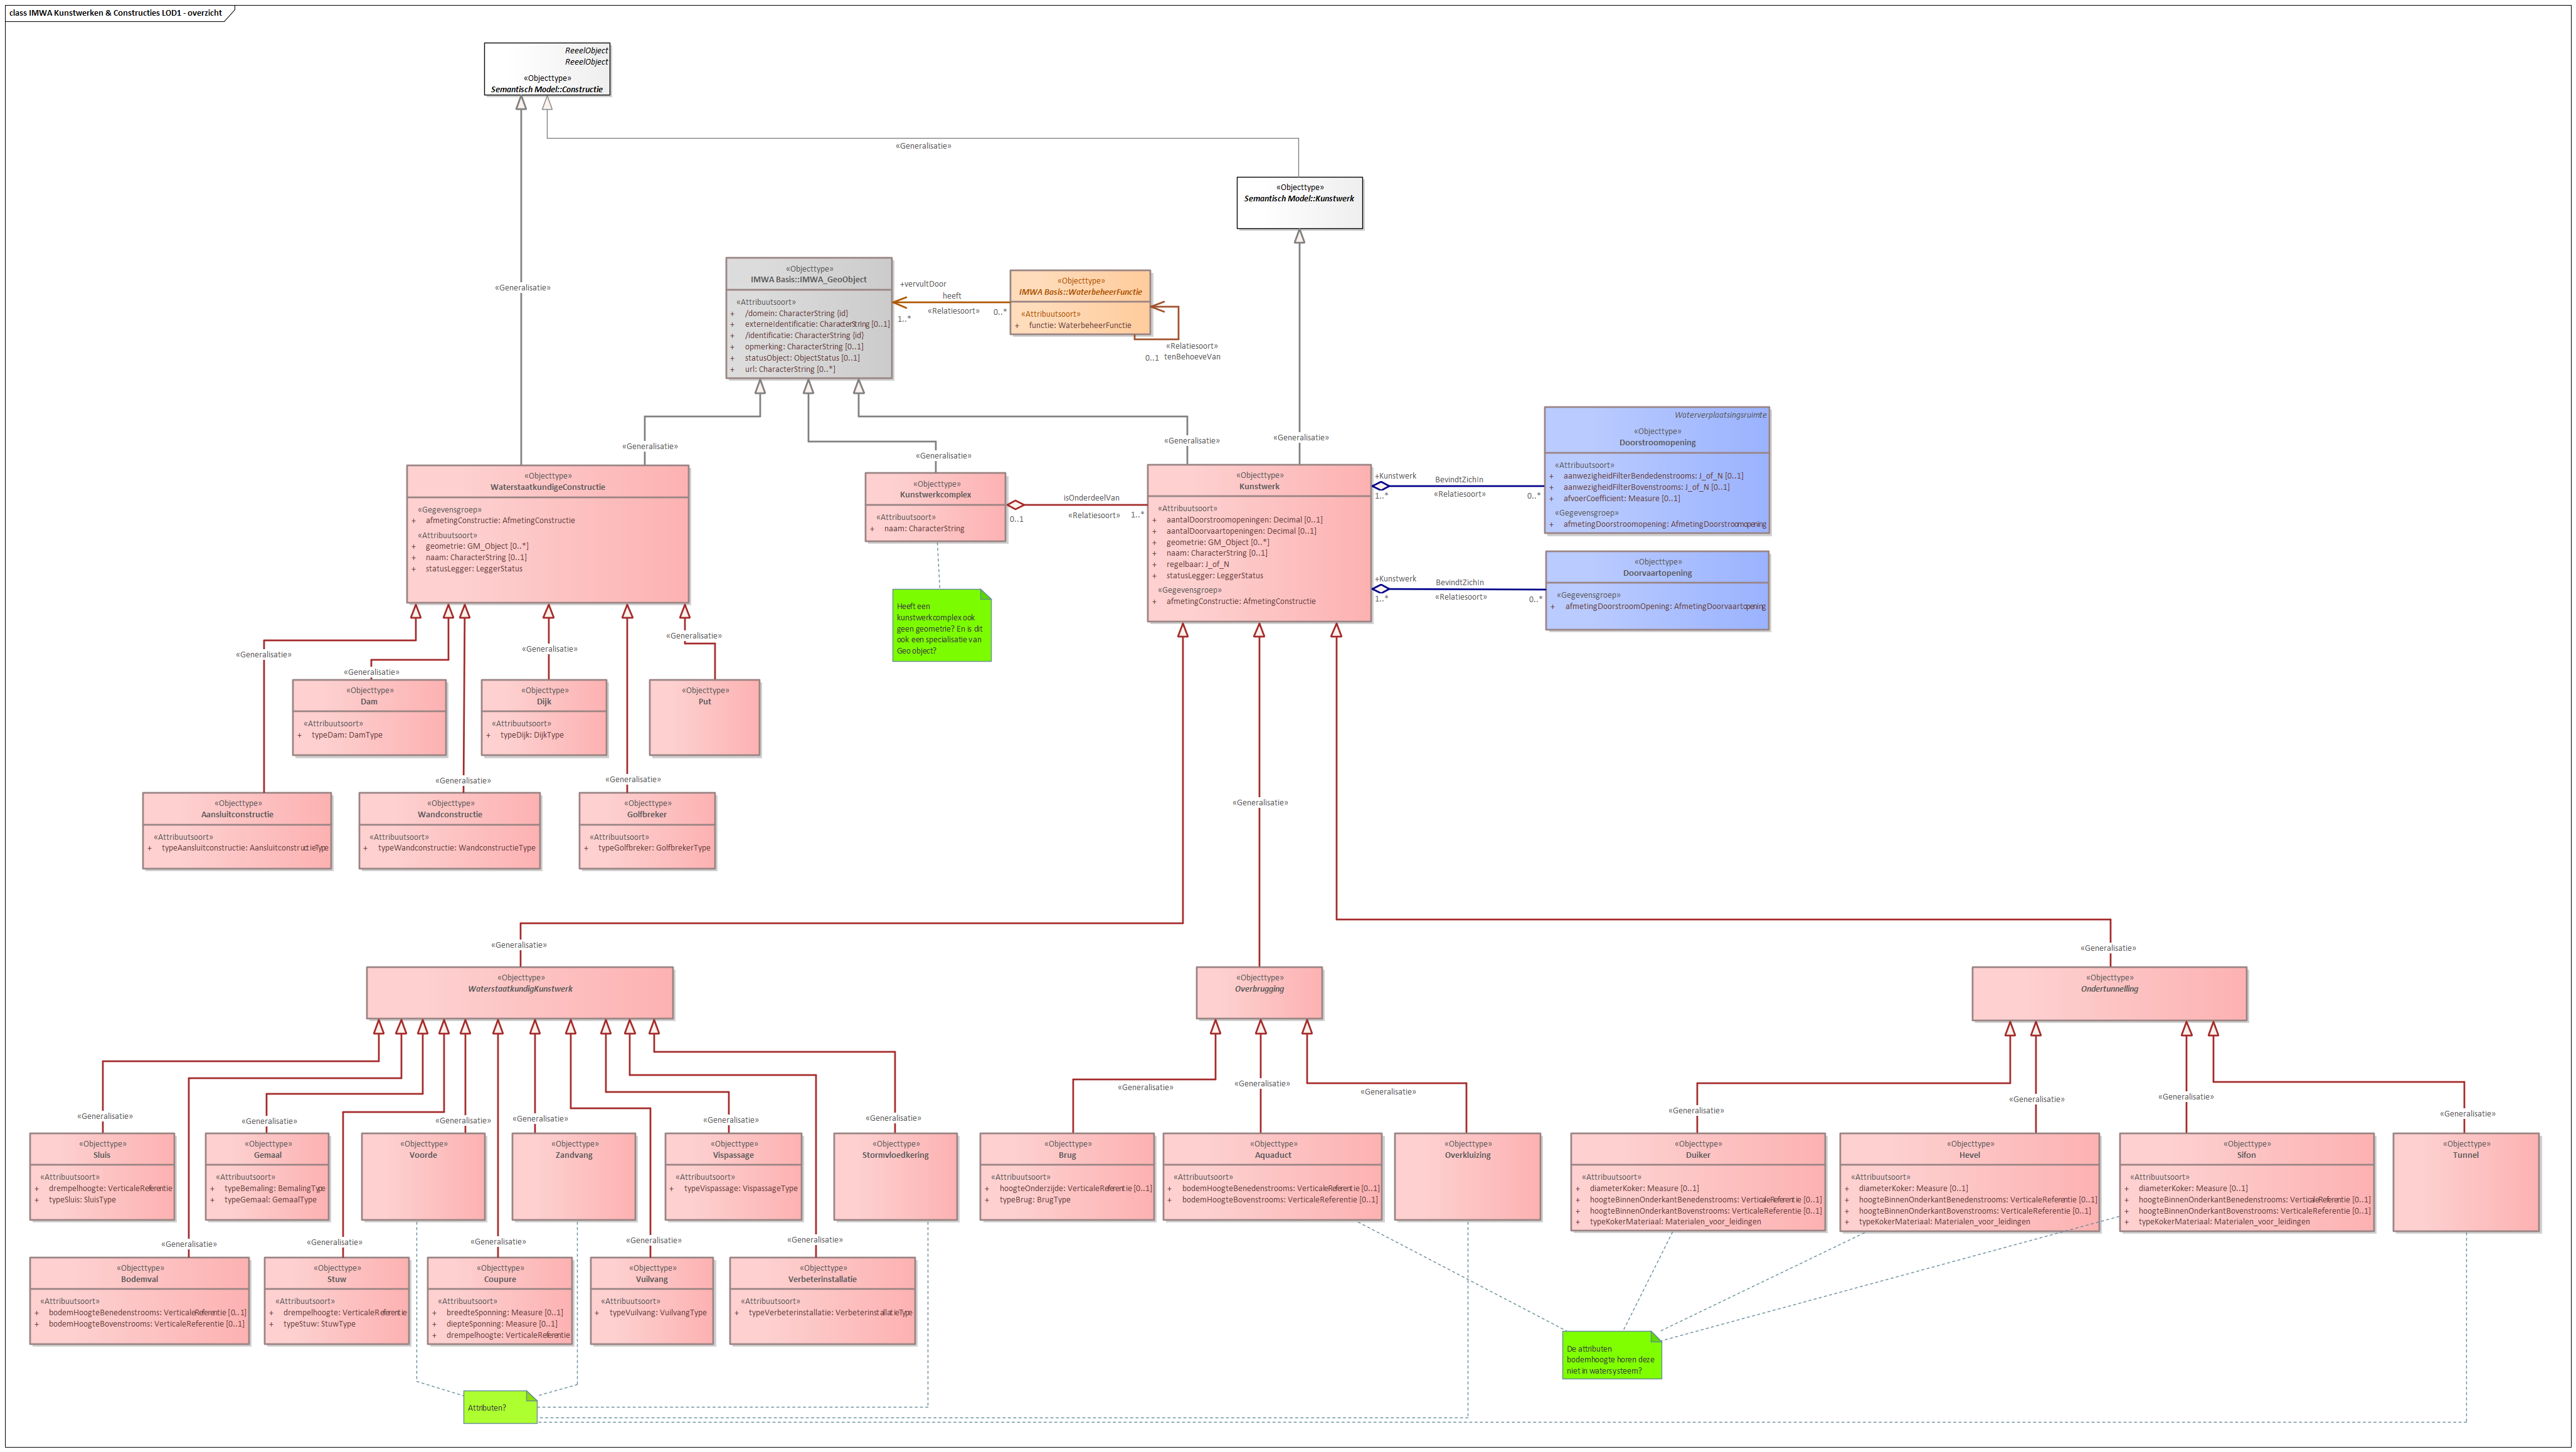 class IMWA Kunstwerken & Constructies LOD1 - overzicht
ReeelObject
ReeelObject
«Objecttype»
Semantisch Model::Constructie
«Generalisatie»
«Objecttype»
Semantisch Model::Kunstwerk
«Generalisatie»
«Objecttype»
IMWA Basis::IMWA_GeoObject
«Attribuutsoort»
+ /domein: CharacterString {id}
+ externeIdentificatie: CharacterString [0..1]
+ /identificatie: CharacterString {id}
+ opmerking: CharacterString [0..1]
+ statusObject: ObjectStatus [0..1]
+ url: CharacterString [0..*]
+vervultDoor
heeft
1..*
«Relatiesoort»
0..*
«Objecttype»
IMWA Basis::WaterbeheerFunctie
«Attribuutsoort»
+ functie: WaterbeheerFunctie
«Relatiesoort»
0..1 tenBehoeveVan
«Generalisatie»
«Generalisatie»
«Generalisatie»
«Generalisatie»
«Objecttype»
WaterstaatkundigeConstructie
«Gegevensgroep»
+ afmetingConstructie: AfmetingConstructie
«Attribuutsoort»
+ geometrie: GM_Object [0..*]
+ naam: CharacterString [0..1]
+ statusLegger: LeggerStatus
«Objecttype»
Kunstwerkcomplex
«Attribuutsoort»
+ naam: CharacterString
isOnderdeelVan
0..1
«Relatiesoort»
1..*
«Objecttype»
Kunstwerk
«Attribuutsoort»
+ aantalDoorstroomopeningen: Decimal [0..1]
+ aantalDoorvaartopeningen: Decimal [0..1]
+ geometrie: GM_Object [0..*]
+ naam: CharacterString [0..1]
+ regelbaar: J_of_N
+ statusLegger: LeggerStatus
«Gegevensgroep»
+ afmetingConstructie: AfmetingConstructie
+Kunstwerk
BevindtZichIn
1..*
«Relatiesoort»
0..*
Waterverplaatsingsruimte
«Objecttype»
Doorstroomopening
«Attribuutsoort»
+ aanwezigheidFilterBendedenstrooms: J_of_N [0..1]
+ aanwezigheidFilterBovenstrooms: J_of_N [0..1]
+ afvoerCoefficient: Measure [0..1]
«Gegevensgroep»
+ afmetingDoorstroomopening: AfmetingDoorstroomopening
+Kunstwerk
BevindtZichIn
1..*
«Relatiesoort»
0..*
«Objecttype»
Doorvaartopening
«Gegevensgroep»
+ afmetingDoorstroomOpening: AfmetingDoorvaartopening
Heeft een
kunstwerkcomplex ook
geen geometrie? En is dit
ook een specialisatie van
Geo object?
«Generalisatie»
«Generalisatie»
«Generalisatie»
«Generalisatie»
«Objecttype»
Dam
«Attribuutsoort»
+ typeDam: DamType
«Objecttype»
Dijk
«Attribuutsoort»
+ typeDijk: DijkType
«Objecttype»
Put
«Generalisatie»
«Generalisatie»
«Objecttype»
Aansluitconstructie
«Attribuutsoort»
+ typeAansluitconstructie: AansluitconstructieType
«Objecttype»
Wandconstructie
«Attribuutsoort»
+ typeWandconstructie: WandconstructieType
«Objecttype»
Golfbreker
«Attribuutsoort»
+ typeGolfbreker: GolfbrekerType
«Generalisatie»
«Generalisatie»
«Generalisatie»
«Objecttype»
WaterstaatkundigKunstwerk
«Objecttype»
Overbrugging
«Objecttype»
Ondertunnelling
«Generalisatie»
«Generalisatie»
«Generalisatie»
«Generalisatie»
«Generalisatie»
«Generalisatie»
«Generalisatie»
«Generalisatie»
«Generalisatie»
«Generalisatie»
«Generalisatie»
«Generalisatie»
«Generalisatie»
«Objecttype»
Sluis
«Attribuutsoort»
+ drempelhoogte: VerticaleReferentie
+ typeSluis: SluisType
«Objecttype»
Gemaal
«Attribuutsoort»
+ typeBemaling: BemalingType
+ typeGemaal: GemaalType
«Objecttype»
Voorde
«Objecttype»
Zandvang
«Objecttype»
Vispassage
«Attribuutsoort»
+ typeVispassage: VispassageType
«Objecttype»
Stormvloedkering
«Objecttype»
Brug
«Attribuutsoort»
+ hoogteOnderzijde: VerticaleReferentie [0..1]
+ typeBrug: BrugType
«Objecttype»
Aquaduct
«Attribuutsoort»
+ bodemHoogteBenedenstrooms: VerticaleReferentie [0..1]
+ bodemHoogteBovenstrooms: VerticaleReferentie [0..1]
«Objecttype»
Overkluizing
«Objecttype»
Duiker
«Attribuutsoort»
+ diameterKoker: Measure [0..1]
+ hoogteBinnenOnderkantBenedenstrooms: VerticaleReferentie [0..1]
+ hoogteBinnenOnderkantBovenstrooms: VerticaleReferentie [0..1]
+ typeKokerMateriaal: Materialen_voor_leidingen
«Objecttype»
Hevel
«Attribuutsoort»
+ diameterKoker: Measure [0..1]
+ hoogteBinnenOnderkantBenedenstrooms: VerticaleReferentie [0..1]
+ hoogteBinnenOnderkantBovenstrooms: VerticaleReferentie [0..1]
+ typeKokerMateriaal: Materialen_voor_leidingen
«Objecttype»
Sifon
«Attribuutsoort»
+ diameterKoker: Measure [0..1]
+ hoogteBinnenOnderkantBenedenstrooms: VerticaleReferentie [0..1]
+ hoogteBinnenOnderkantBovenstrooms: VerticaleReferentie [0..1]
+ typeKokerMateriaal: Materialen_voor_leidingen
«Objecttype»
Tunnel
«Generalisatie»
«Generalisatie»
«Generalisatie»
«Generalisatie»
«Generalisatie»
«Objecttype»
Bodemval
«Attribuutsoort»
+ bodemHoogteBenedenstrooms: VerticaleReferentie [0..1]
+ bodemHoogteBovenstrooms: VerticaleReferentie [0..1]
«Objecttype»
Stuw
«Attribuutsoort»
+ drempelhoogte: VerticaleReferentie
+ typeStuw: StuwType
«Objecttype»
Coupure
«Attribuutsoort»
+ breedteSponning: Measure [0..1]
+ diepteSponning: Measure [0..1]
+ drempelhoogte: VerticaleReferentie
«Objecttype»
Vuilvang
«Attribuutsoort»
+ typeVuilvang: VuilvangType
«Objecttype»
Verbeterinstallatie
«Attribuutsoort»
+ typeVerbeterinstallatie: VerbeterinstallatieType
De attributen
bodemhoogte horen deze
niet in watersysteem?
Attributen?